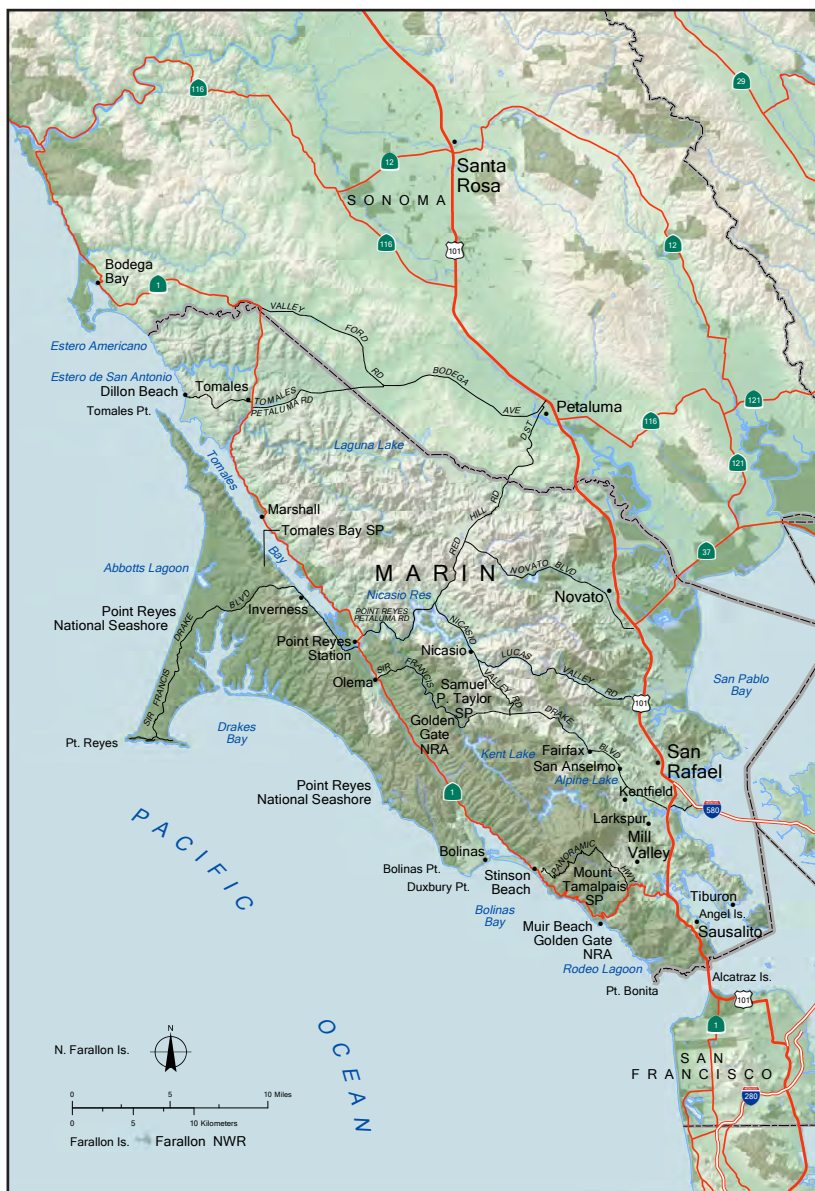 116
29
12
Santa
Rosa
SONOMA
116
101
12
Bodega
Bay
1
VALLEY
FORD
RD
Estero Americano
Estero de San Antonio
Dillon Beach
Tomales
TOMALES
PETALUMA RD
BODEGA
AVE
Petaluma
121
116
Tomales Pt.
D ST
121
Laguna Lake
Tomales
Bay
Marshall
Tomales Bay SP
RED
HILL RD
37
Abbotts Lagoon
MARIN
NOVATO BLVD
Novato
Nicasio Res
Point Reyes
National Seashore
SIR FRANCIS DRAKE BLVD
Inverness
POINT REYES
PETALUMA RD
Point Reyes
Station
Nicasio
NICASIO
VALLEY RD
LUCAS VALLEY RD
San Pablo
Bay
Olema
SIR FRANCIS
DRAKE BLVD
Samuel
P. Taylor
SP
101
Golden
Gate
NRA
Pt. Reyes
Drakes
Bay
Kent Lake
Fairfax
San Anselmo
Alpine Lake
San
Rafael
Point Reyes
National Seashore
1
Kentfield
580
Larkspur
Mill
Valley
PACIFIC
OCEAN
Bolinas
Bolinas Pt.
Duxbury Pt.
Stinson
Beach
PANORAMIC
HWY
Mount
Tamalpais
SP
Bolinas
Bay
Tiburon
Angel Is.
Sausalito
Muir Beach
Golden Gate
NRA
Rodeo Lagoon
Pt. Bonita
Alcatraz Is.
101
1
SAN
FRANCISCO
280
N. Farallon Is.
N
0 5 10 Miles
0 5 10 Kilometers
Farallon Is.
Farallon NWR